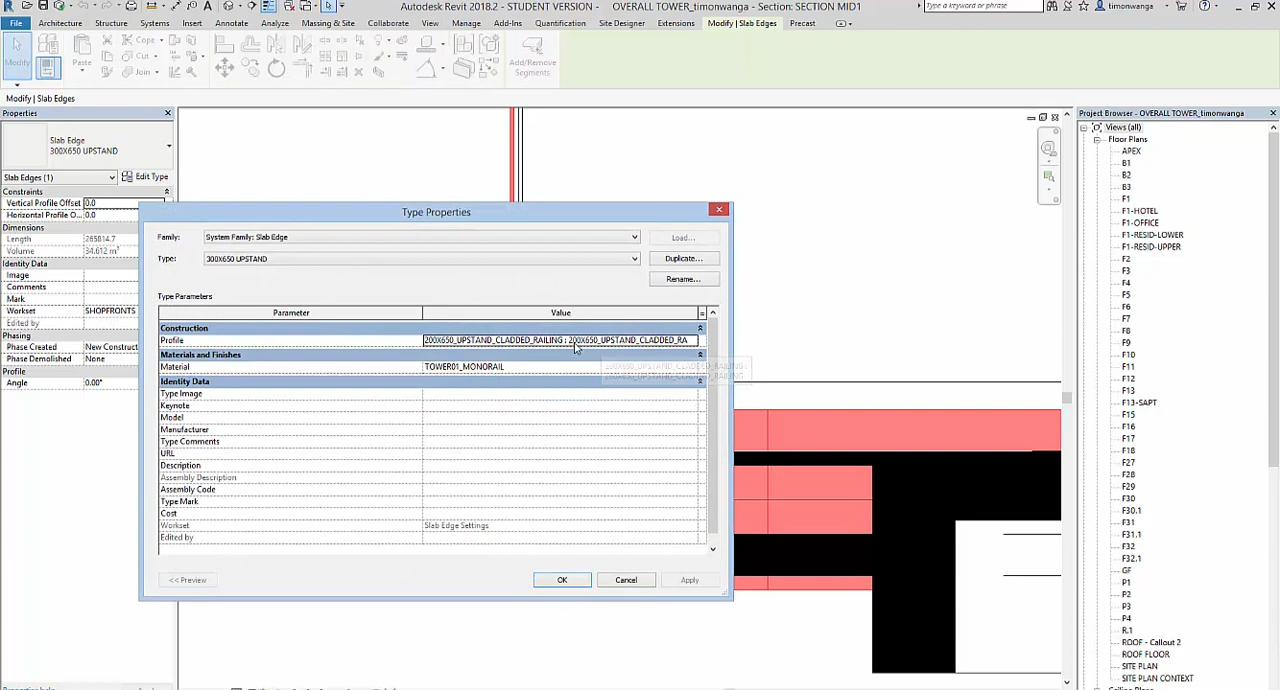 Autodesk Revit 2018.2 - STUDENT VERSION - OVERALL TOWER_timonwanga - Section: SECTION MID1
Type a keyword or phrase
timonwanga
File Architecture Structure Systems Insert Annotate Analyze Massing & Site Collaborate View Manage Add-Ins Quantification Site Designer Extensions Modify | Slab Edges Precast
Modify
Paste
Cope
Cut
Join
Add/Remove
Segments
Modify | Slab Edges
Properties
Slab Edge
300X650 UPSTAND
Slab Edges (1)
Edit Type
Constraints
Vertical Profile Offset 0.0
Horizontal Profile O... 0.0
Dimensions
Length 265814.7
Volume 34.612 m³
Identity Data
Image
Comments
Mark
Workset SHOPFRONTS
Edited by
Phasing
Phase Created New Construct
Phase Demolished None
Profile
Angle 0.00°
Properties help
Type Properties
Family: System Family: Slab Edge Load...
Type: 300X650 UPSTAND Duplicate...
Rename...
Type Parameters
Parameter Value =
Construction
Profile 200X650_UPSTAND_CLADDED_RAILING : 200X650_UPSTAND_CLADDED_RA
Materials and Finishes
200X650_UPSTAND_CLADDED_RAILING :
Material TOWER01_MONORAIL
200X650_UPSTAND_CLADDED_RAILING
Identity Data
Type Image
Keynote
Model
Manufacturer
Type Comments
URL
Description
Assembly Description
Assembly Code
Type Mark
Cost
Workset Slab Edge Settings
Edited by
<< Preview OK Cancel Apply
Project Browser - OVERALL TOWER_timonwanga
Views (all)
Floor Plans
APEX
B1
B2
B3
F1
F1-HOTEL
F1-OFFICE
F1-RESID-LOWER
F1-RESID-UPPER
F2
F3
F4
F5
F6
F7
F8
F9
F10
F11
F12
F13
F13-SAPT
F15
F16
F17
F18
F27
F28
F29
F30
F30.1
F31
F31.1
F32
F32.1
GF
P1
P2
P3
P4
R.1
ROOF - Callout 2
ROOF FLOOR
SITE PLAN
SITE PLAN CONTEXT